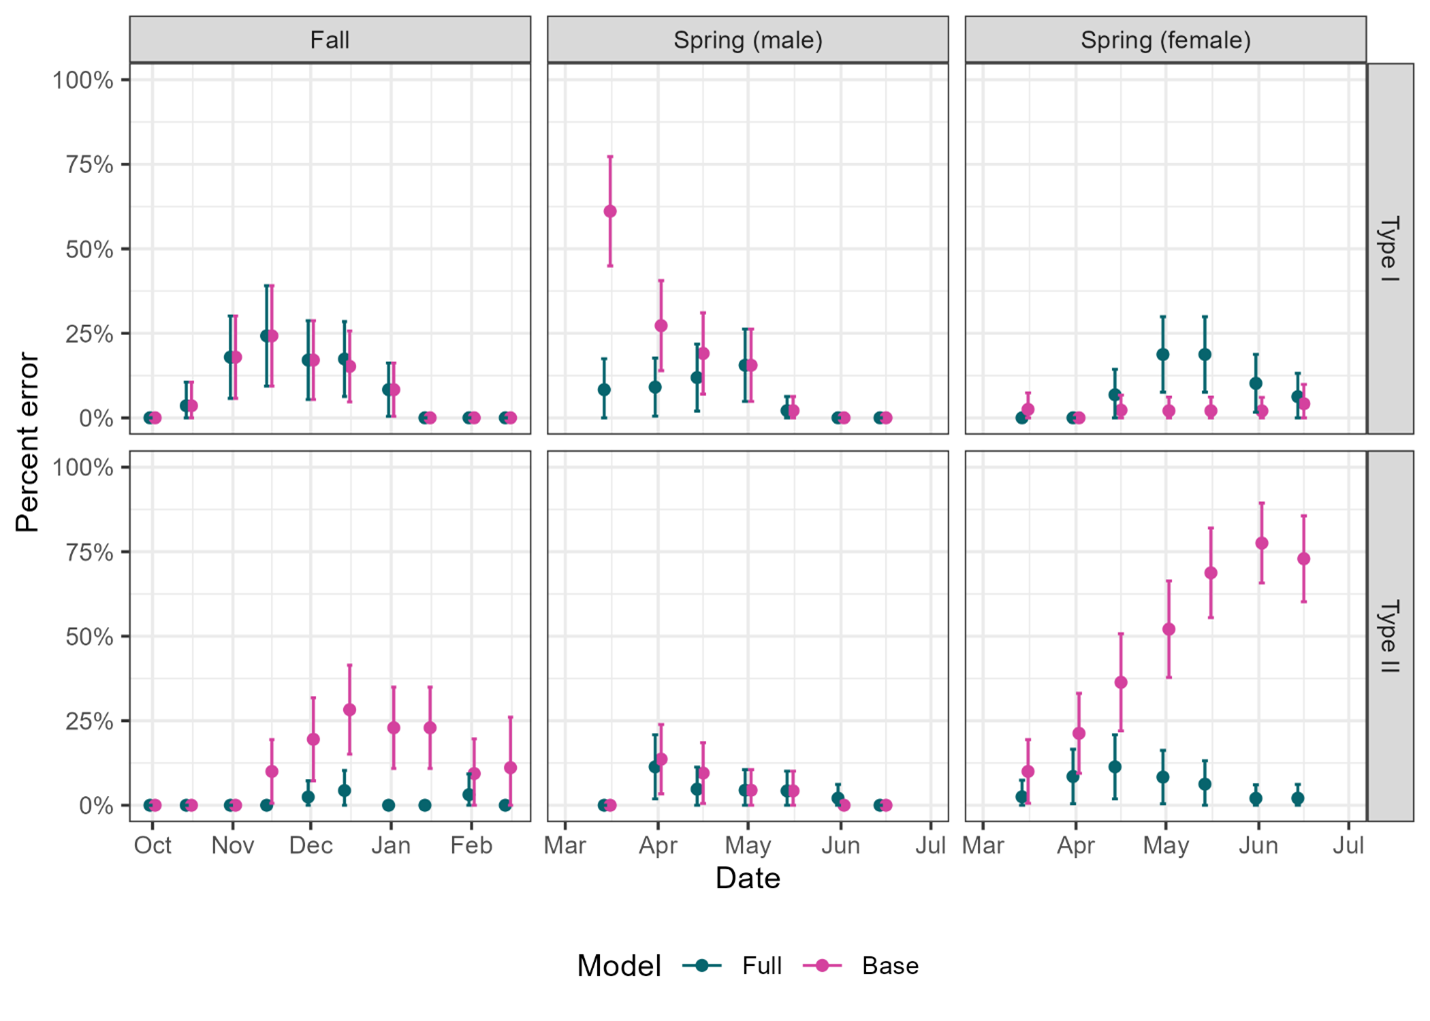 Fall
Spring (male)
Spring (female)
100%
75%
50%
25%
0%
Type I
100%
75%
50%
25%
0%
Type II
Percent error
Oct Nov Dec Jan Feb
Mar Apr May Jun Jul
Mar Apr May Jun Jul
Date
Model Full Base